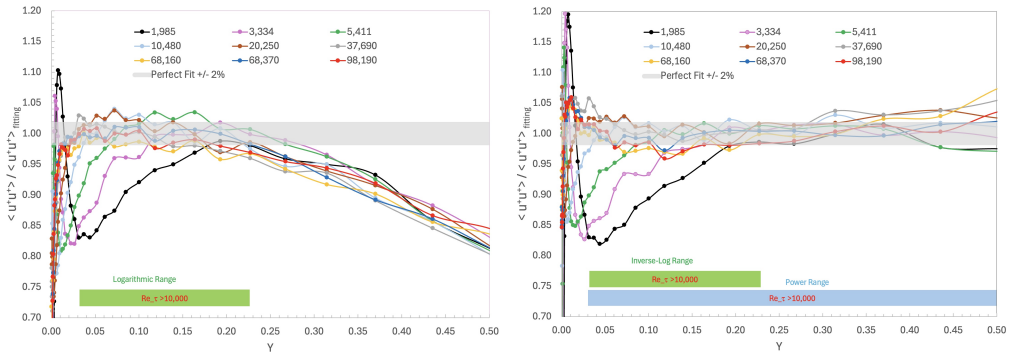 1.20
1.15
1.10
1.05
1.00
0.95
0.90
0.85
0.80
0.75
0.70
< u⁺u⁺> / < u⁺u⁺> fitting
1,985 3,334 5,411
10,480 20,250 37,690
68,160 68,370 98,190
Perfect Fit +/- 2%
Logarithmic Range
Re_τ >10,000
0.00 0.05 0.10 0.15 0.20 0.25 0.30 0.35 0.40 0.45 0.50
Y
1.20
1.15
1.10
1.05
1.00
0.95
0.90
0.85
0.80
0.75
0.70
< u⁺u⁺> / < u⁺u⁺> fitting
1,985 3,334 5,411
10,480 20,250 37,690
68,160 68,370 98,190
Perfect Fit +/- 2%
Inverse-Log Range
Re_τ >10,000
Power Range
Re_τ >10,000
0.00 0.05 0.10 0.15 0.20 0.25 0.30 0.35 0.40 0.45 0.50
Y